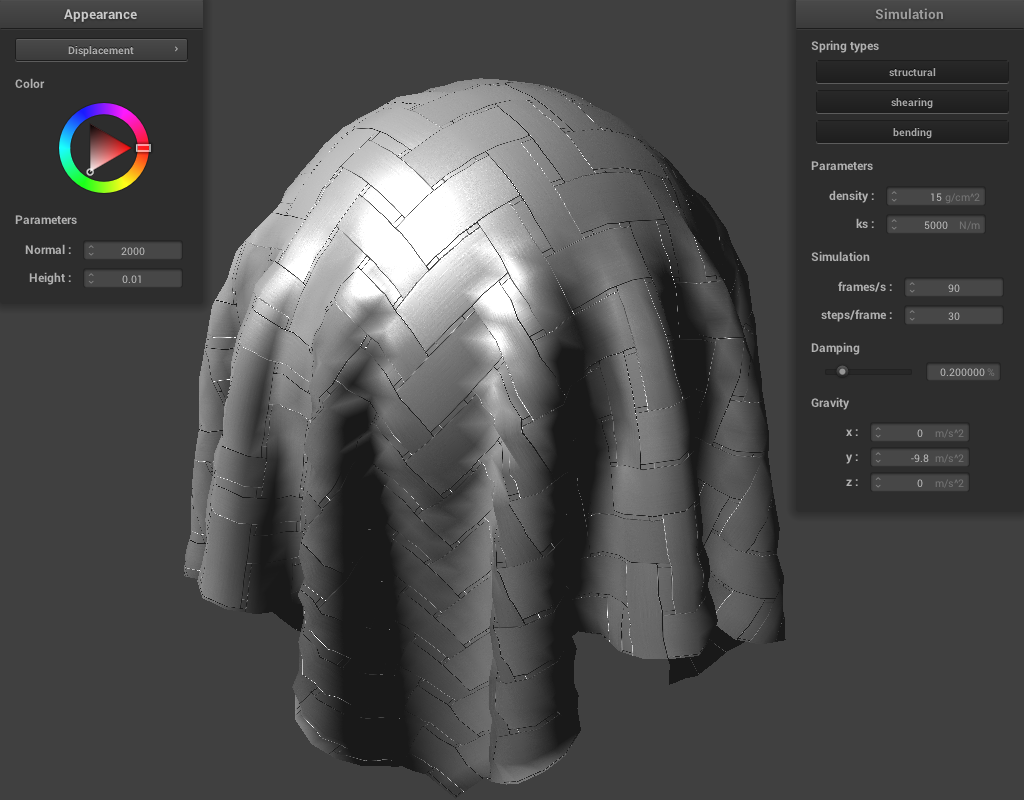 Appearance
Displacement ›
Color
Parameters
Normal : 2000
Height : 0.01
Simulation
Spring types
structural
shearing
bending
Parameters
density : 15 g/cm^2
ks : 5000 N/m
Simulation
frames/s : 90
steps/frame : 30
Damping
0.200000 %
Gravity
x : 0 m/s^2
y : -9.8 m/s^2
z : 0 m/s^2